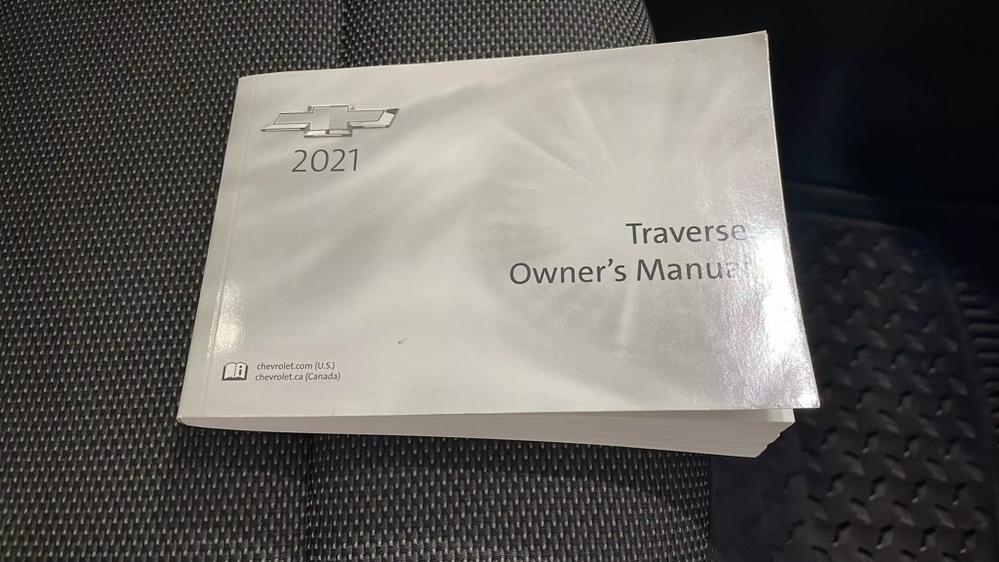 2021
Traverse
Owner's Manual
chevrolet.com (U.S.)
chevrolet.ca (Canada)